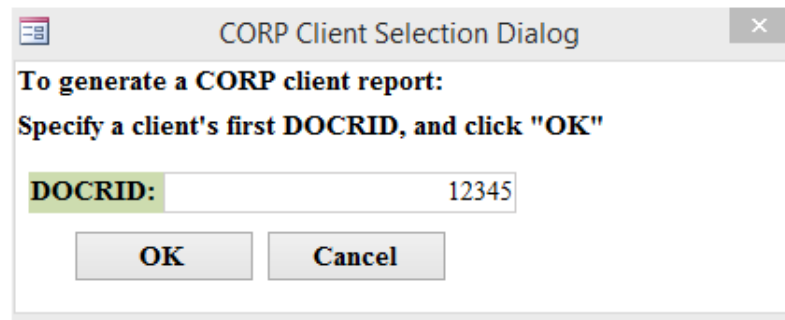 CORP Client Selection Dialog
To generate a CORP client report:
Specify a client's first DOCRID, and click "OK"
DOCRID: 12345
OK Cancel